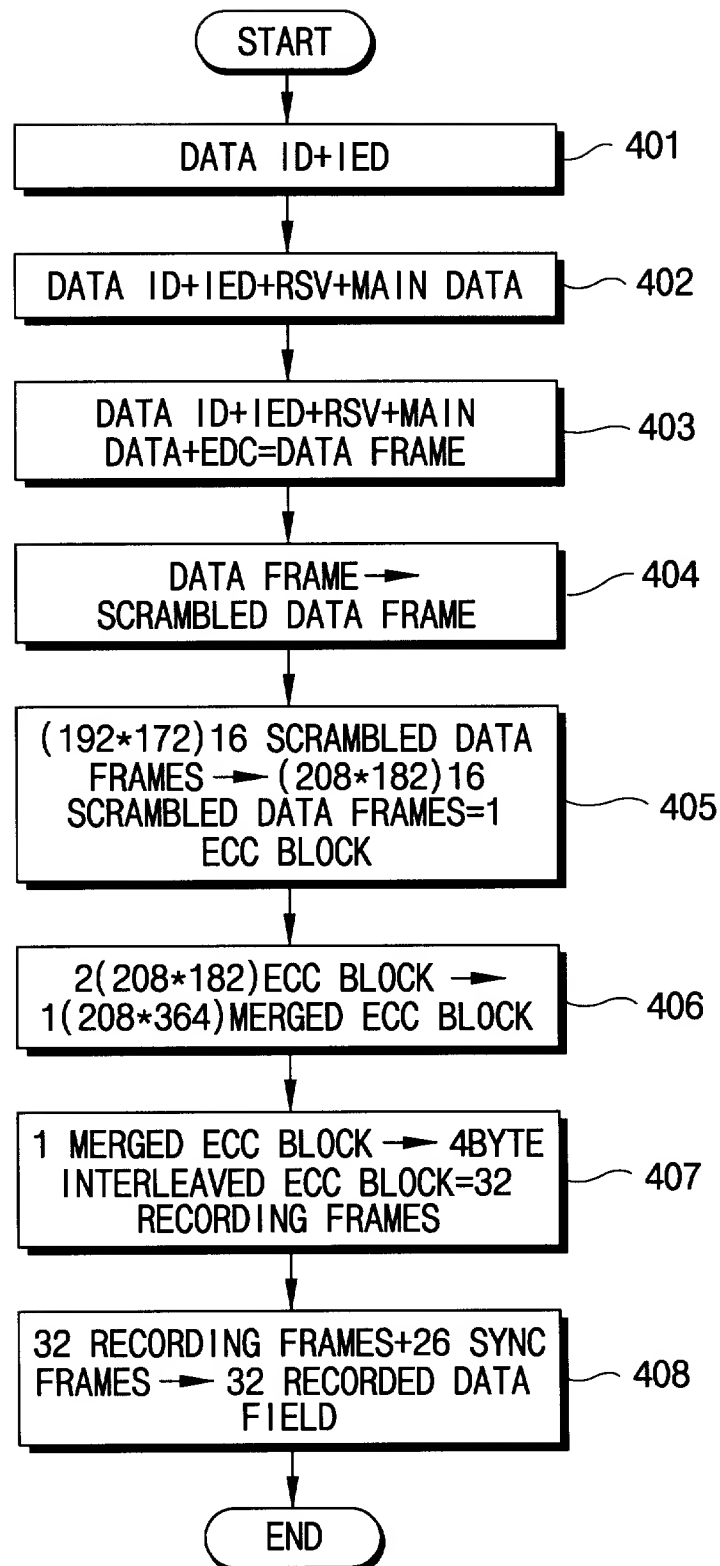 START
DATA ID+IED
401
DATA ID+IED+RSV+MAIN DATA
402
DATA ID+IED+RSV+MAIN
DATA+EDC=DATA FRAME
403
DATA FRAME →
SCRAMBLED DATA FRAME
404
(192*172)16 SCRAMBLED DATA
FRAMES → (208*182)16
SCRAMBLED DATA FRAMES=1
ECC BLOCK
405
2(208*182)ECC BLOCK →
1(208*364)MERGED ECC BLOCK
406
1 MERGED ECC BLOCK → 4BYTE
INTERLEAVED ECC BLOCK=32
RECORDING FRAMES
407
32 RECORDING FRAMES+26 SYNC
FRAMES → 32 RECORDED DATA
FIELD
408
END